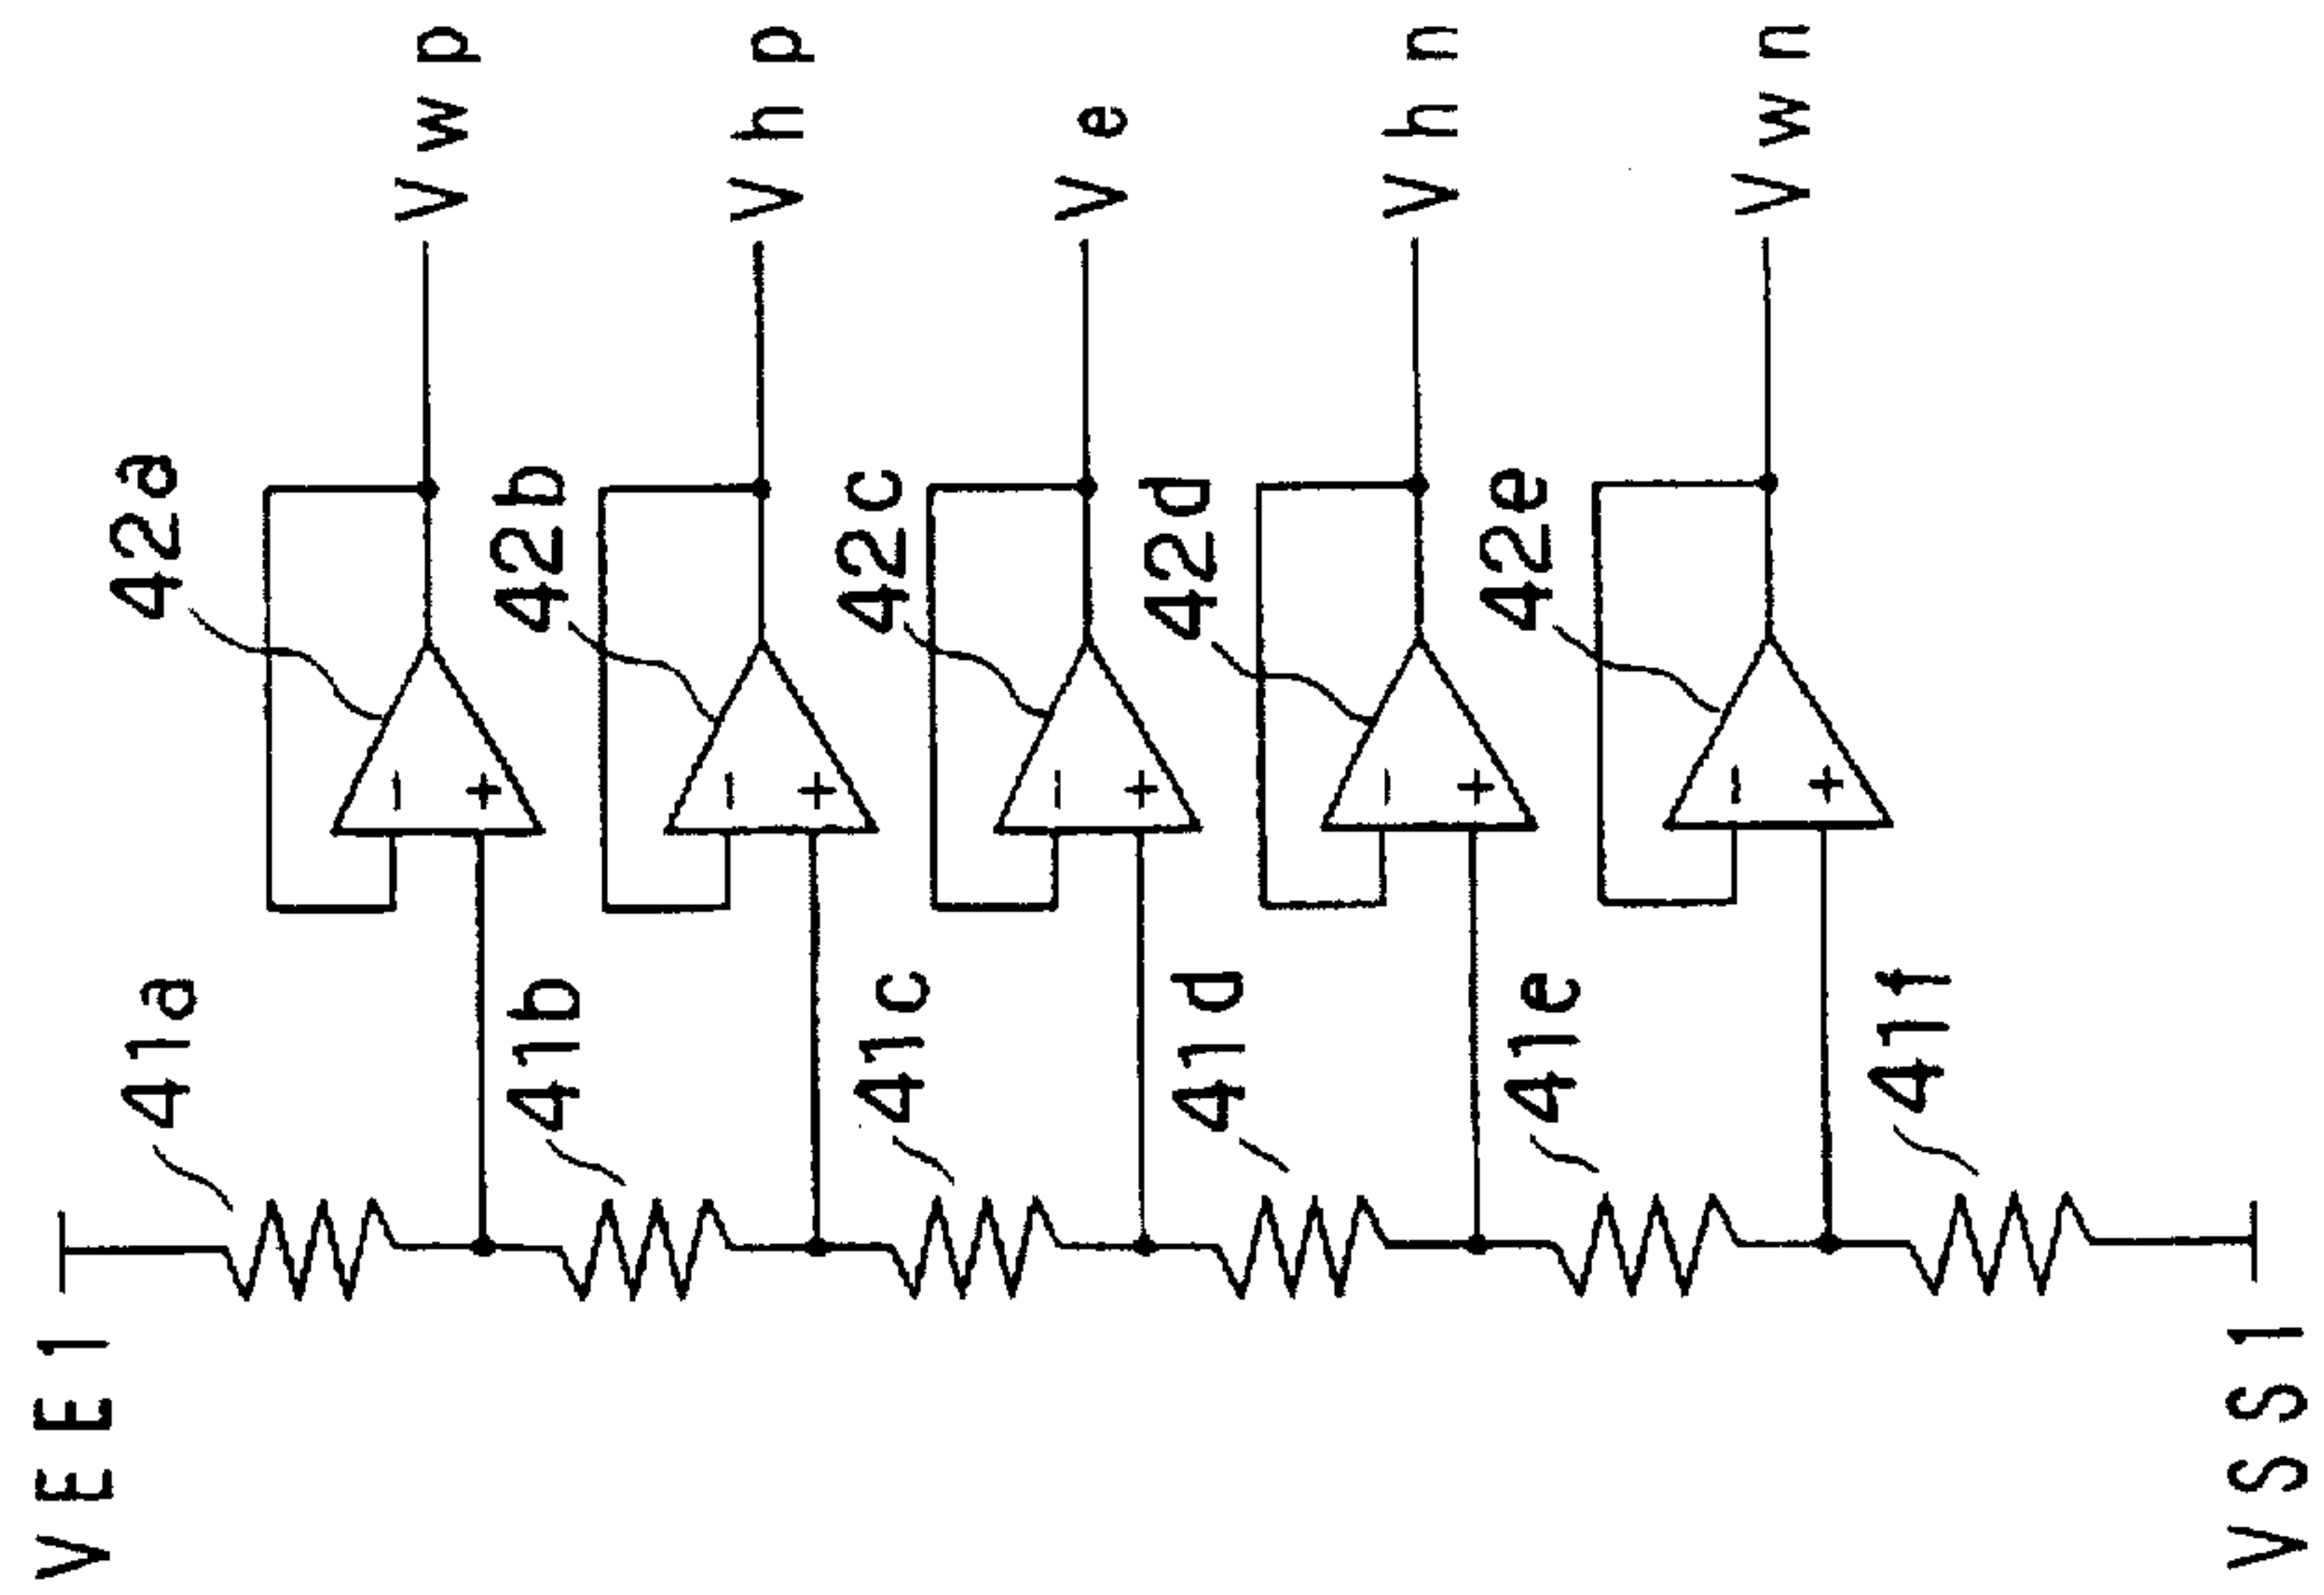 VEE1
41a
42a
Vwp
41b
42b
Vhp
41c
42c
Ve
41d
42d
Vhn
41e
42e
Vwn
41f
VSS1
- +
- +
- +
- +
- +